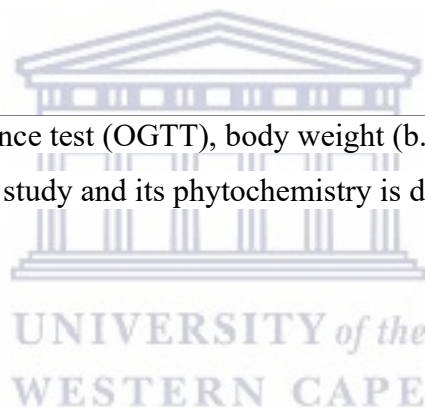 nce test (OGTT), body weight (b.
study and its phytochemistry is d
UNIVERSITY of the
WESTERN CAPE